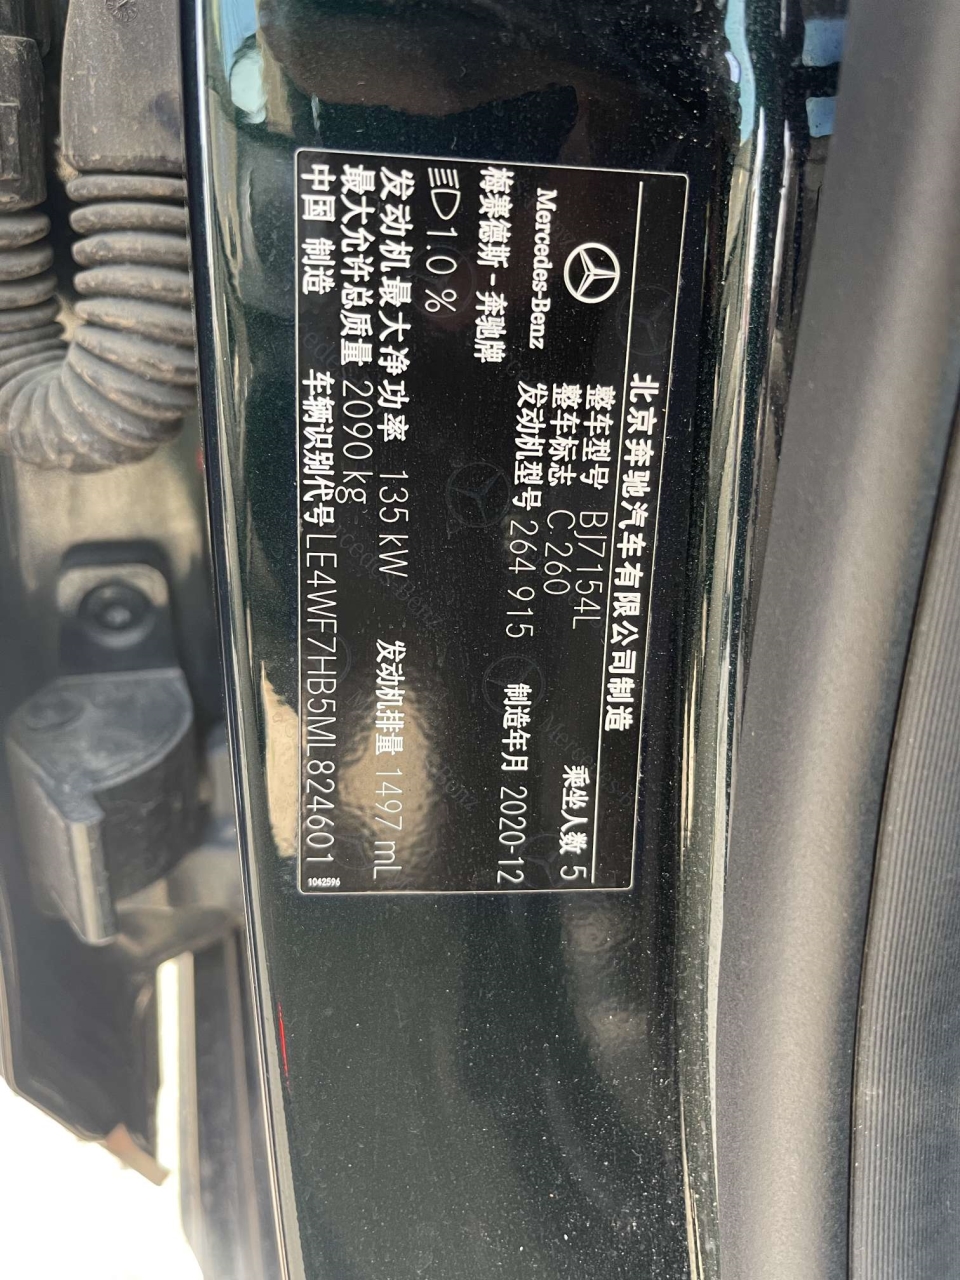 北京奔驰汽车有限公司制造
Mercedes-Benz
梅赛德斯-奔驰牌
整车型号 BJ7154L 乘坐人数 5
整车标志 C 260
发动机型号 264 915 制造年月 2020-12
1.0 %
发动机最大净功率 135 kW 发动机排量 1497 mL
最大允许总质量 2090 kg
中国 制造 车辆识别代号 LE4WF7HB5ML824601
1042596